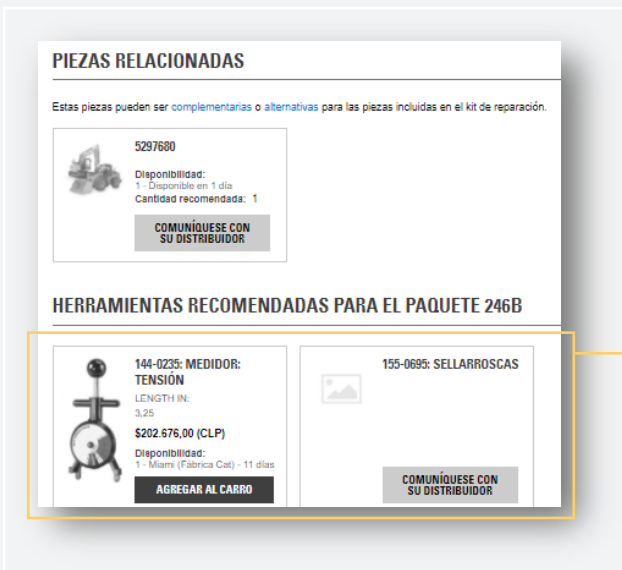 PIEZAS RELACIONADAS
Estas piezas pueden ser complementarias o alternativas para las piezas incluidas en el kit de reparación.
5297680
Disponibilidad:
1 - Disponible en 1 día
Cantidad recomendada: 1
COMUNÍQUESE CON
SU DISTRIBUIDOR
HERRAMIENTAS RECOMENDADAS PARA EL PAQUETE 246B
144-0235: MEDIDOR:
TENSIÓN
LENGTH IN:
3,25
$202.676,00 (CLP)
Disponibilidad:
1 - Miami (Fábrica Cat) - 11 días
AGREGAR AL CARRO
155-0695: SELLARROSCAS
COMUNÍQUESE CON
SU DISTRIBUIDOR